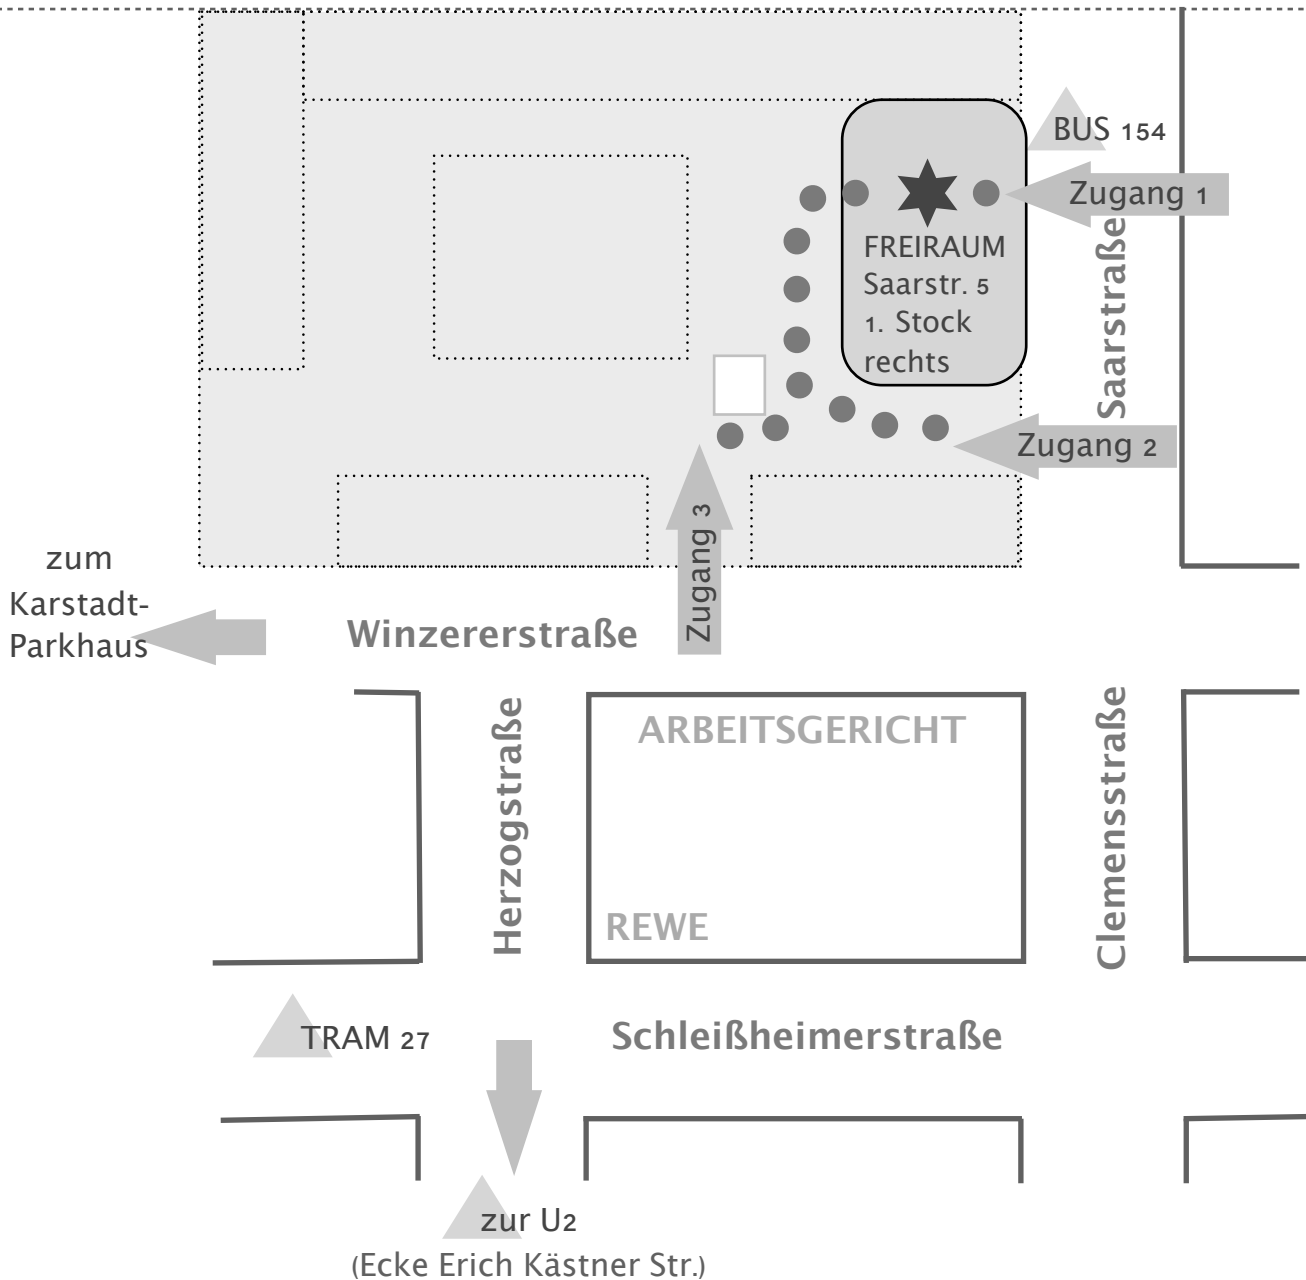 BUS 154
Zugang 1
FREIRAUM
Saarstr. 5
1. Stock
rechts
Saarstraße
Zugang 2
Zugang 3
zum
Karstadt-
Parkhaus
Winzererstraße
ARBEITSGERICHT
Herzogstraße
Clemensstraße
REWE
TRAM 27
Schleißheimerstraße
zur U2
(Ecke Erich Kästner Str.)